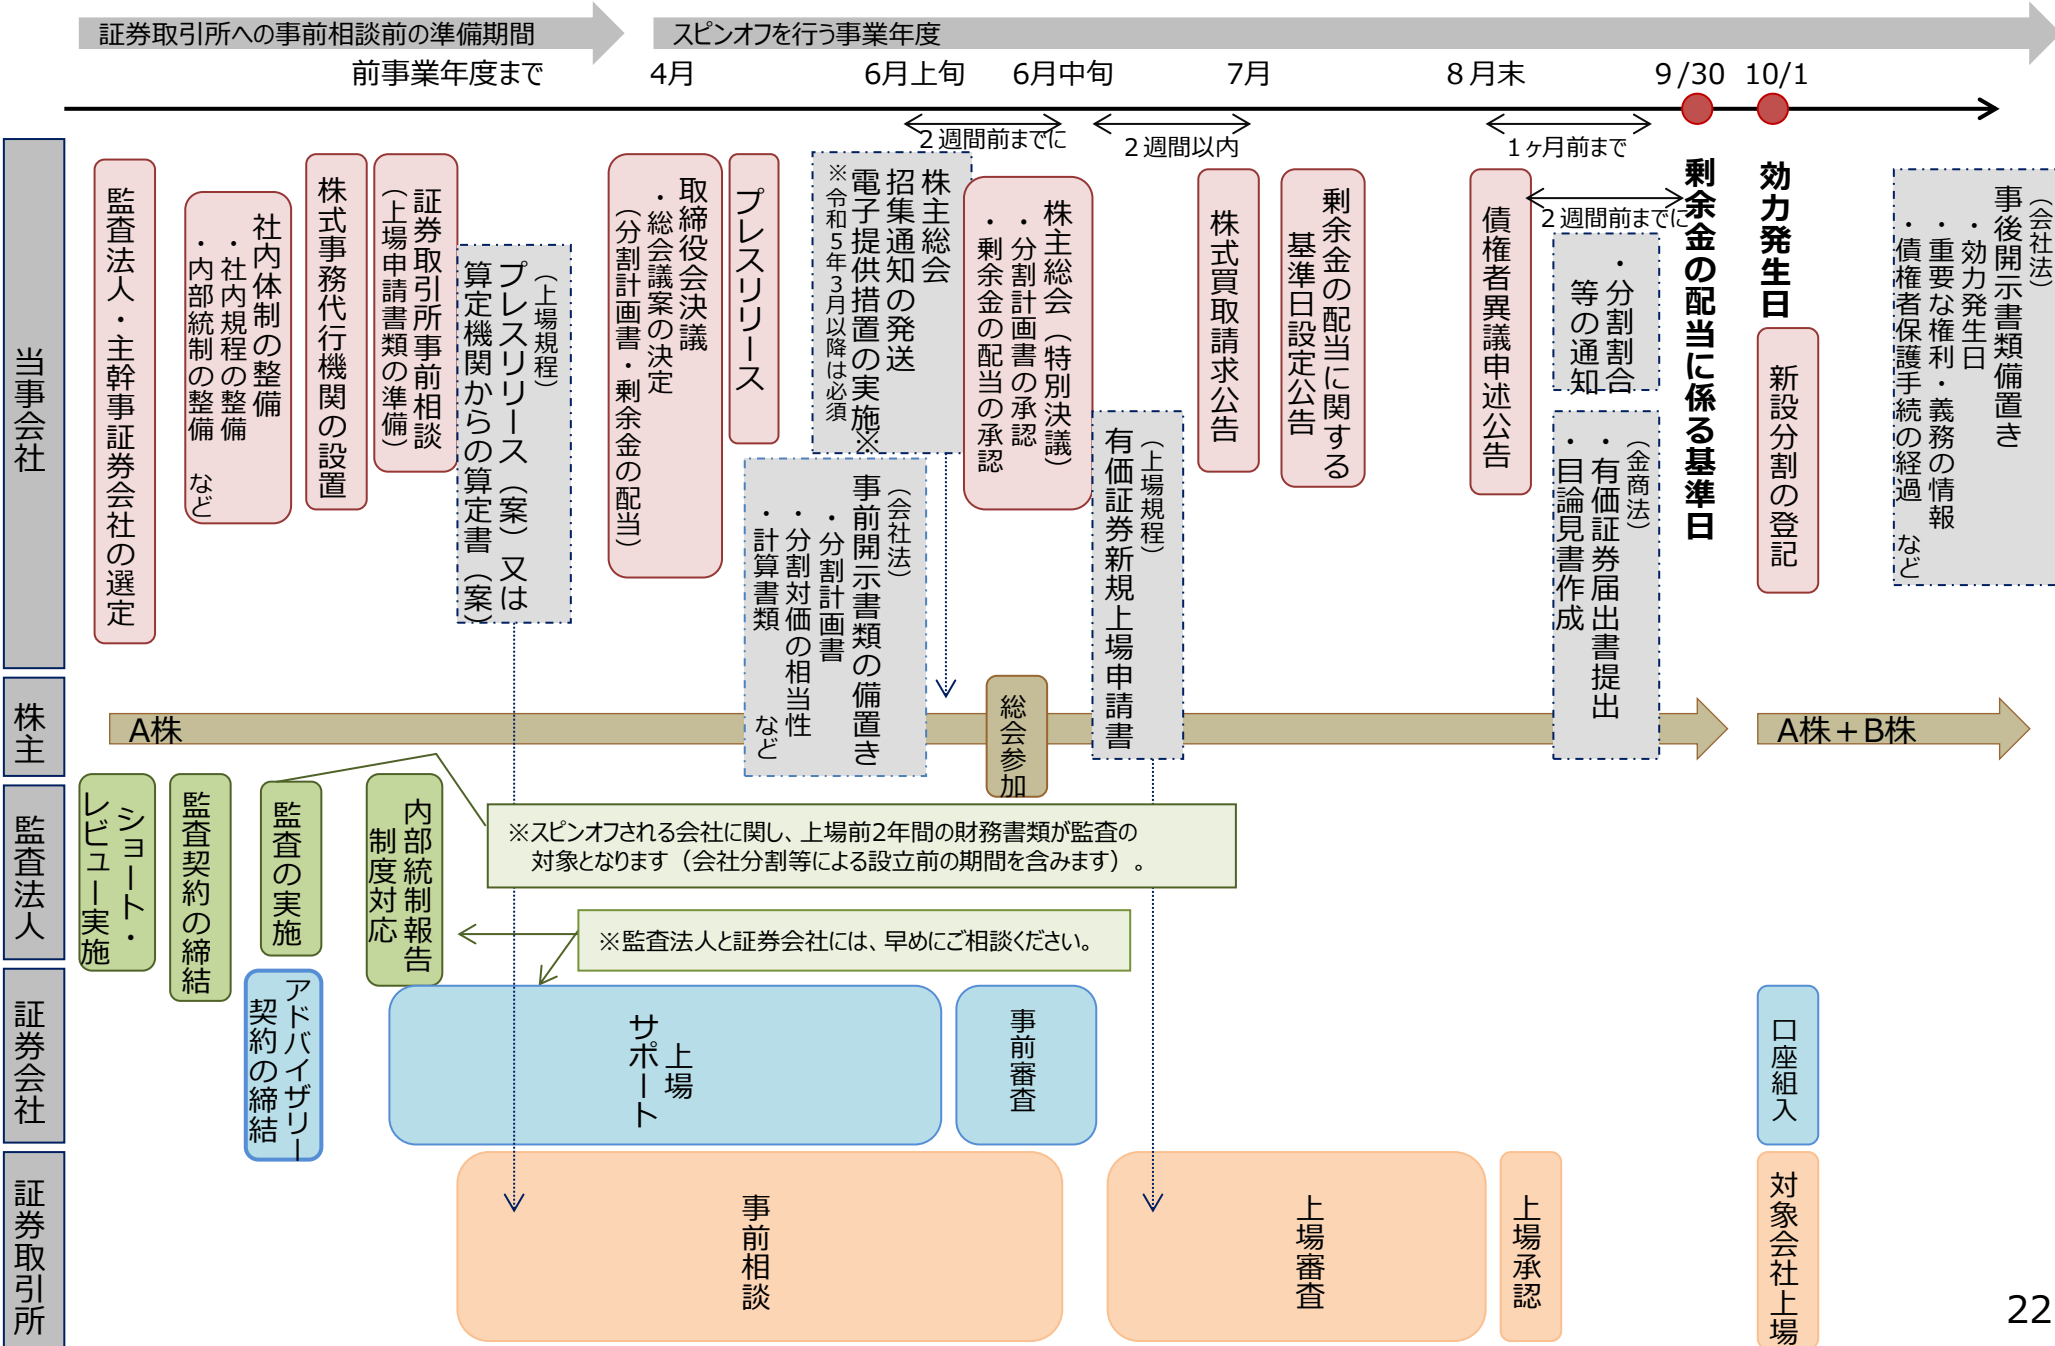 証券取引所への事前相談前の準備期間
スピンオフを行う事業年度
前事業年度まで
4月
6月上旬
6月中旬
7月
８月末
９/30
10/1
２週間前までに
２週間以内
１ヶ月前まで
２週間前までに
当事会社
監査法人・主幹事証券会社の選定
社内体制の整備
・社内規程の整備
・内部統制の整備　など
株式事務代行機関の設置
証券取引所事前相談
（上場申請書類の準備）
（上場規程）
プレスリリース（案）又は
算定機関からの算定書（案）
取締役会決議
・総会議案の決定
（分割計画書・剰余金の配当）
プレスリリース
株主総会
招集通知の発送
電子提供措置の実施※
※令和５年３月以降は必須
（会社法）
事前開示書類の備置き
・分割計画書
・分割対価の相当性
・計算書類　など
株主総会（特別決議）
・分割計画書の承認
・剰余金の配当の承認
（上場規程）
有価証券新規上場申請書
株式買取請求公告
剰余金の配当に関する
基準日設定公告
債権者異議申述公告
・分割割合
等の通知
（金商法）
・有価証券届出書提出
・目論見書作成
剰余金の配当に係る基準日
効力発生日
新設分割の登記
（会社法）
事後開示書類備置き
・効力発生日
・重要な権利・義務の情報
・債権者保護手続の経過　など
株主
A株
総会参加
A株＋B株
監査法人
ショート・
レビュー実施
監査契約の締結
監査の実施
内部統制報告
制度対応
※スピンオフされる会社に関し、上場前2年間の財務書類が監査の
対象となります（会社分割等による設立前の期間を含みます）。
※監査法人と証券会社には、早めにご相談ください。
証券会社
アドバイザリー
契約の締結
上場
サポート
事前審査
口座組入
証券取引所
事前相談
上場審査
上場承認
対象会社上場
22